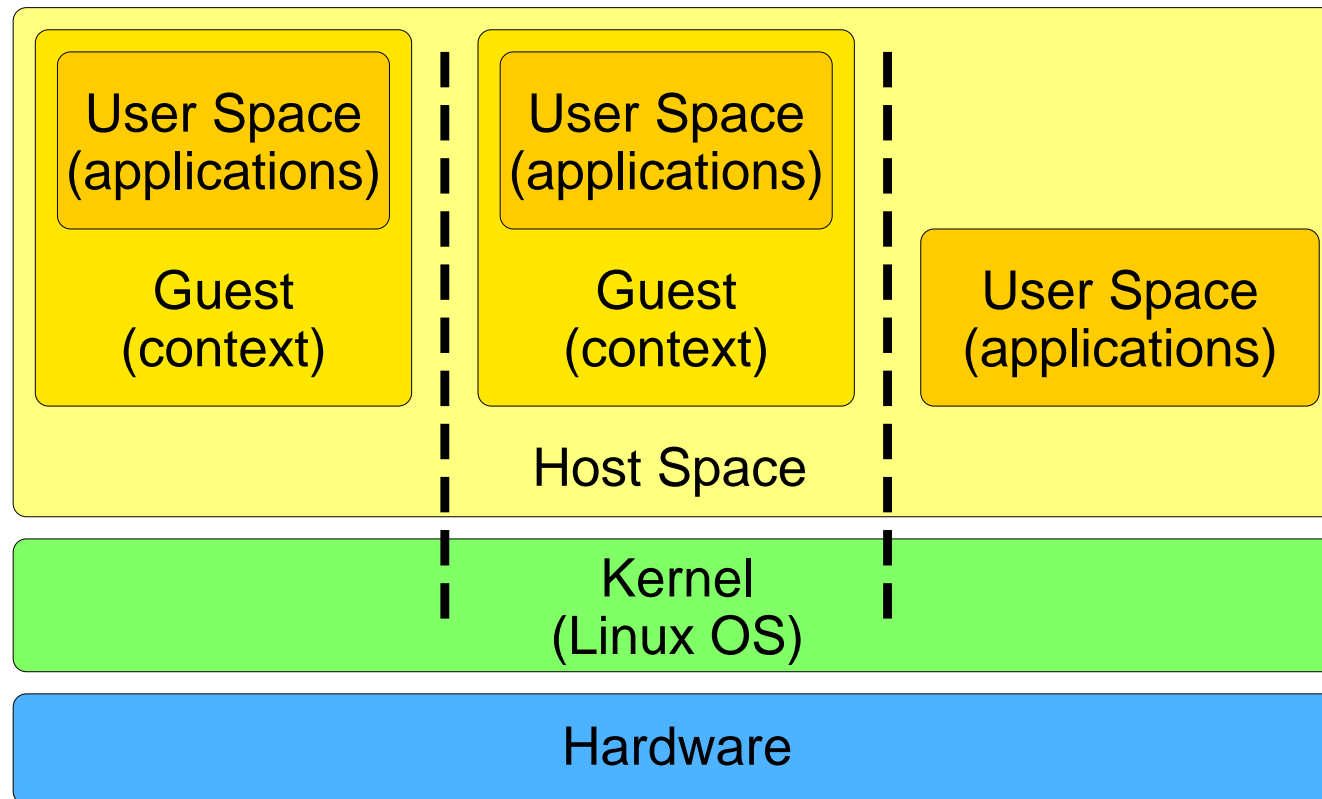 User Space
(applications)
Guest
(context)
User Space
(applications)
Guest
(context)
User Space
(applications)
Host Space
Kernel
(Linux OS)
Hardware